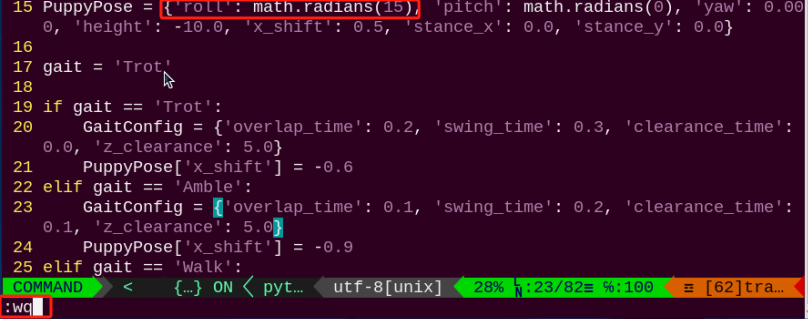 15 PuppyPose = {'roll': math.radians(15), 'pitch': math.radians(0), 'yaw': 0.00
0, 'height': -10.0, 'x_shift': 0.5, 'stance_x': 0.0, 'stance_y': 0.0}
16
17 gait = 'Trot'
18
19 if gait == 'Trot':
20     GaitConfig = {'overlap_time': 0.2, 'swing_time': 0.3, 'clearance_time':
0.0, 'z_clearance': 5.0}
21     PuppyPose['x_shift'] = -0.6
22 elif gait == 'Amble':
23     GaitConfig = {'overlap_time': 0.1, 'swing_time': 0.2, 'clearance_time':
0.1, 'z_clearance': 5.0}
24     PuppyPose['x_shift'] = -0.9
25 elif gait == 'Walk':
COMMAND < {…} ON < pyt… utf-8[unix] 28% ㏑:23/82≡ ℅:100 ≡ [62]tra…
:wq